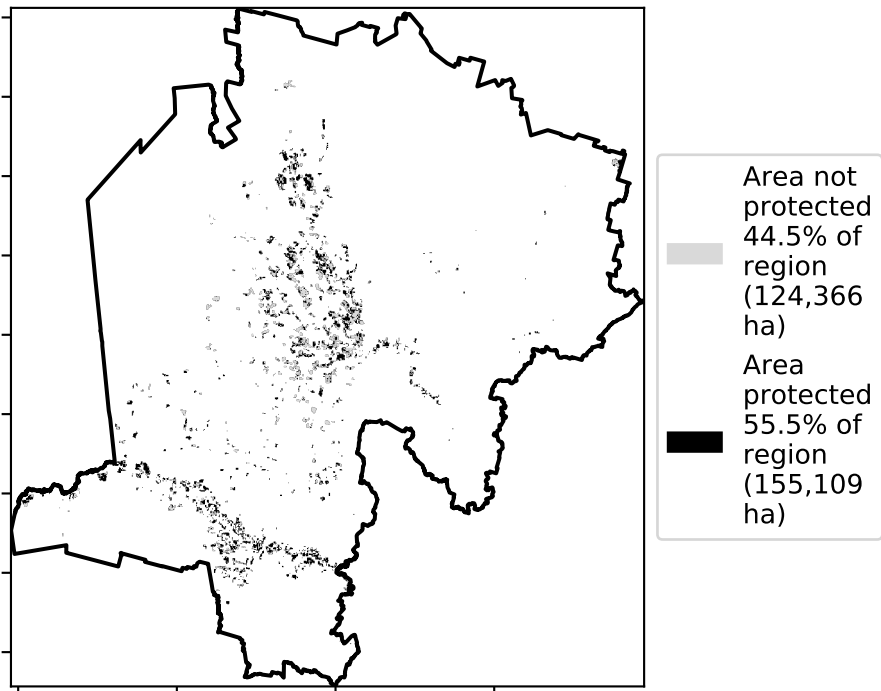 Area not
protected
44.5% of
region
(124,366
ha)
Area
protected
55.5% of
region
(155,109
ha)